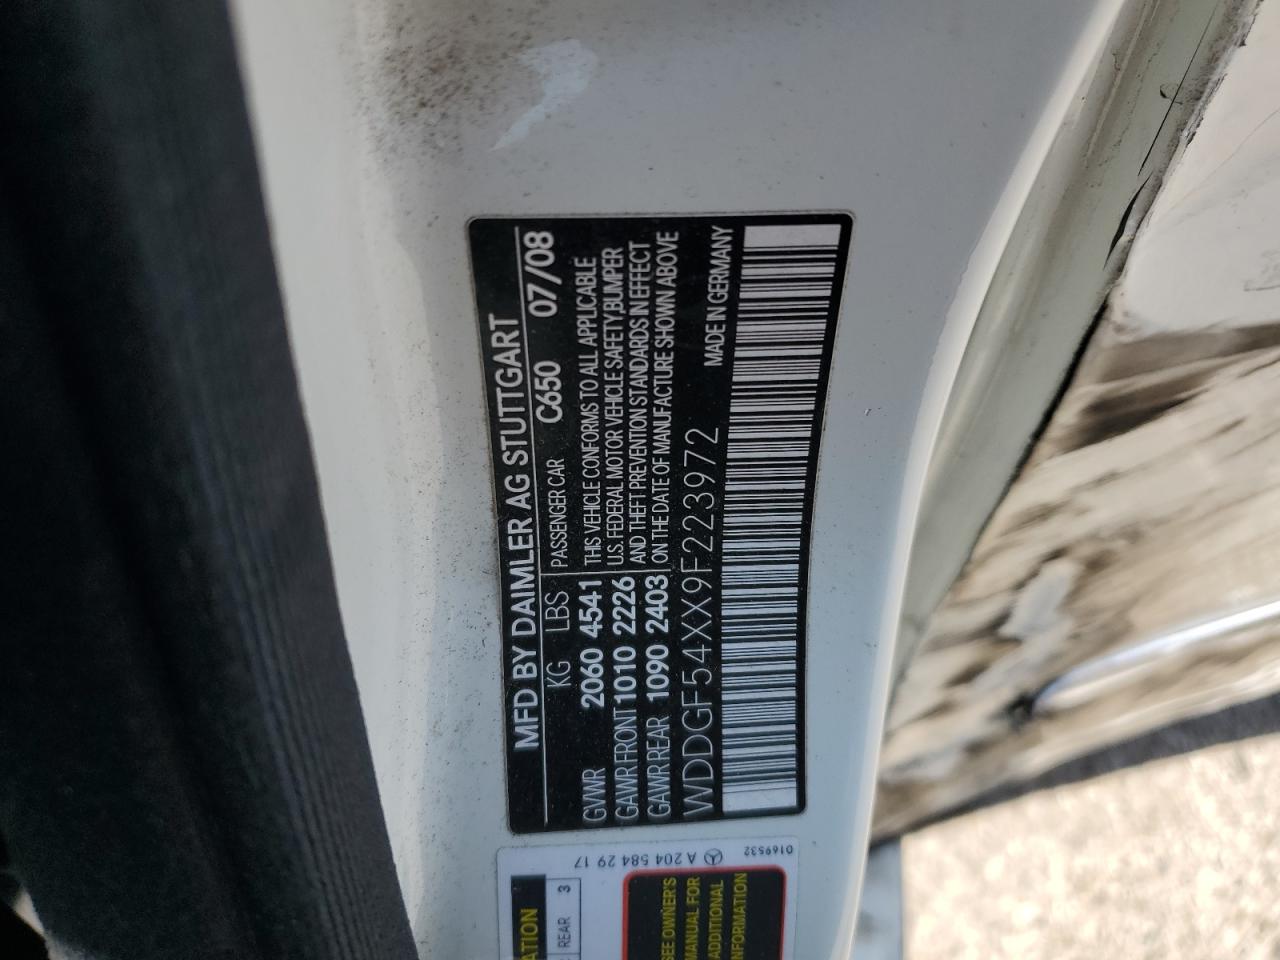 MFD BY DAIMLER AG STUTTGART
KG LBS PASSENGER CAR C650 07/08
GVWR 2060 4541 THIS VEHICLE CONFORMS TO ALL APPLICABLE
GAWR FRONT 1010 2226 U.S. FEDERAL MOTOR VEHICLE SAFETY,BUMPER
AND THEFT PREVENTION STANDARDS IN EFFECT
GAWR REAR 1090 2403 ON THE DATE OF MANUFACTURE SHOWN ABOVE
WDDGF54XX9F223972 MADE IN GERMANY
A 204 584 29 17
0169532
ATION
REAR 3
SEE OWNER'S
MANUAL FOR
ADDITIONAL
INFORMATION